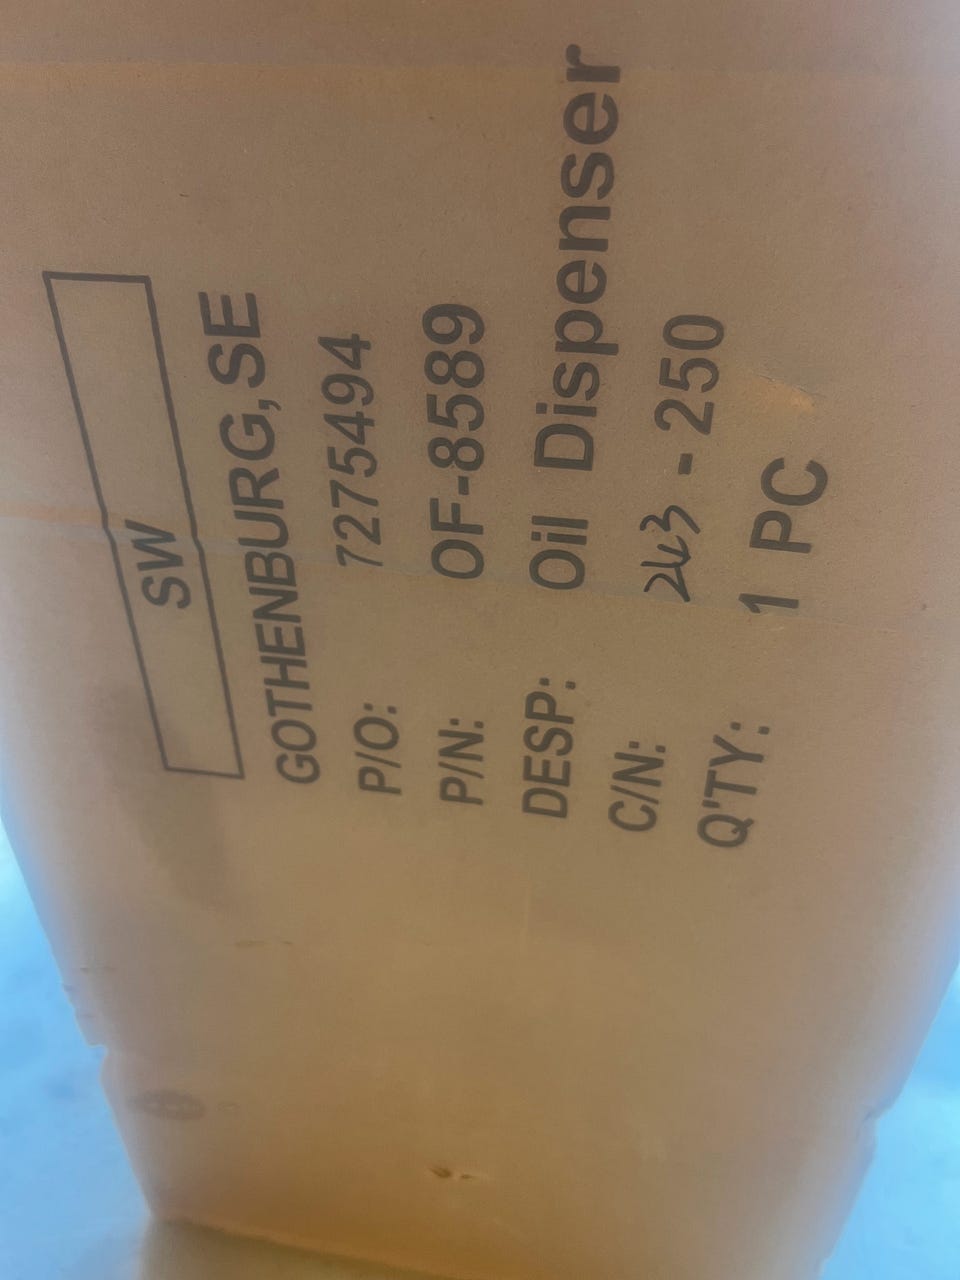 SW
GOTHENBURG,SE
P/O: 7275494
P/N: OF-8589
DESP: Oil Dispenser
C/N: 243 - 250
Q'TY: 1 PC